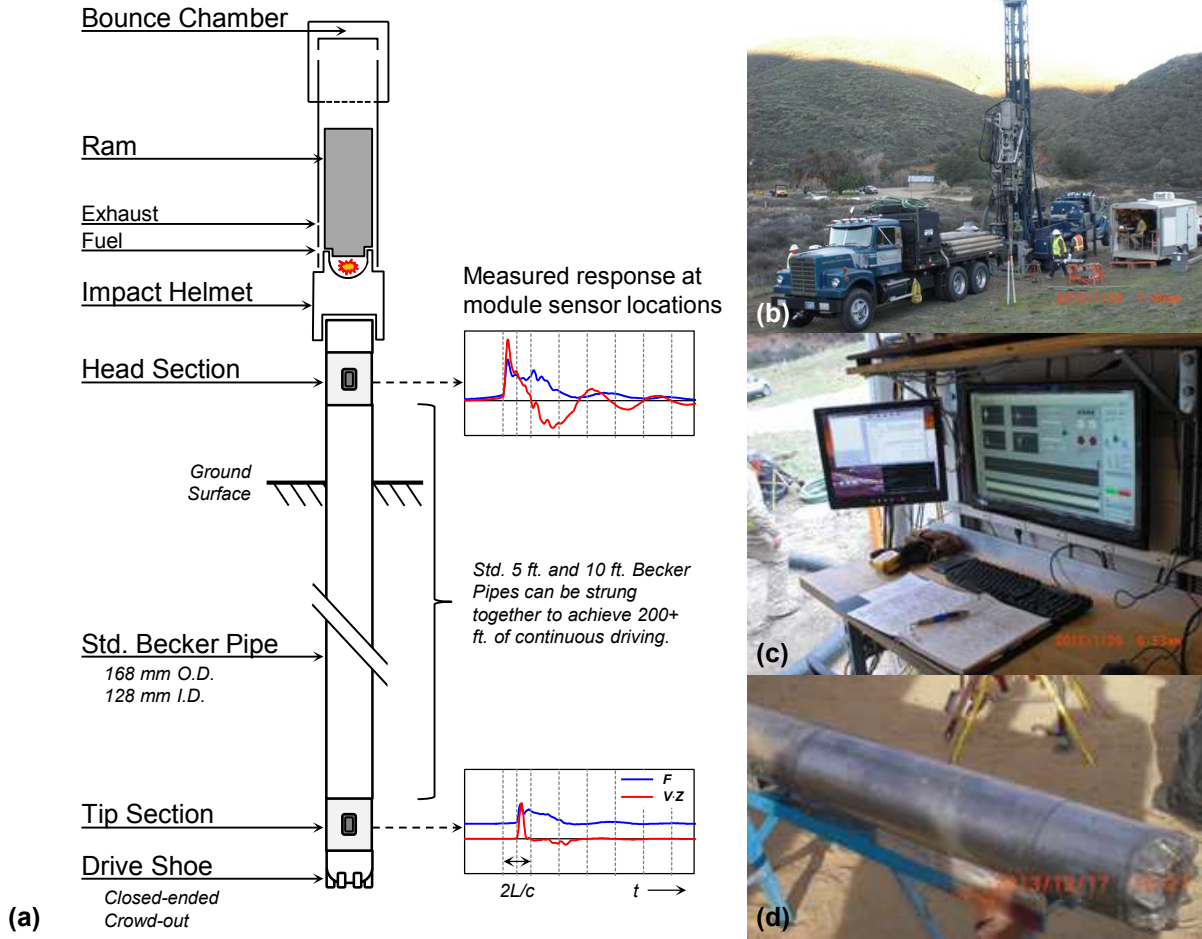 Bounce Chamber
Ram
Exhaust
Fuel
Impact Helmet
Head Section
Measured response at
module sensor locations
Ground
Surface
Std. 5 ft. and 10 ft. Becker
Pipes can be strung
together to achieve 200+
ft. of continuous driving.
Std. Becker Pipe
168 mm O.D.
128 mm I.D.
Tip Section
F
V·Z
Drive Shoe
Closed-ended
Crowd-out
2L/c
t
(a)
(b)
(c)
(d)